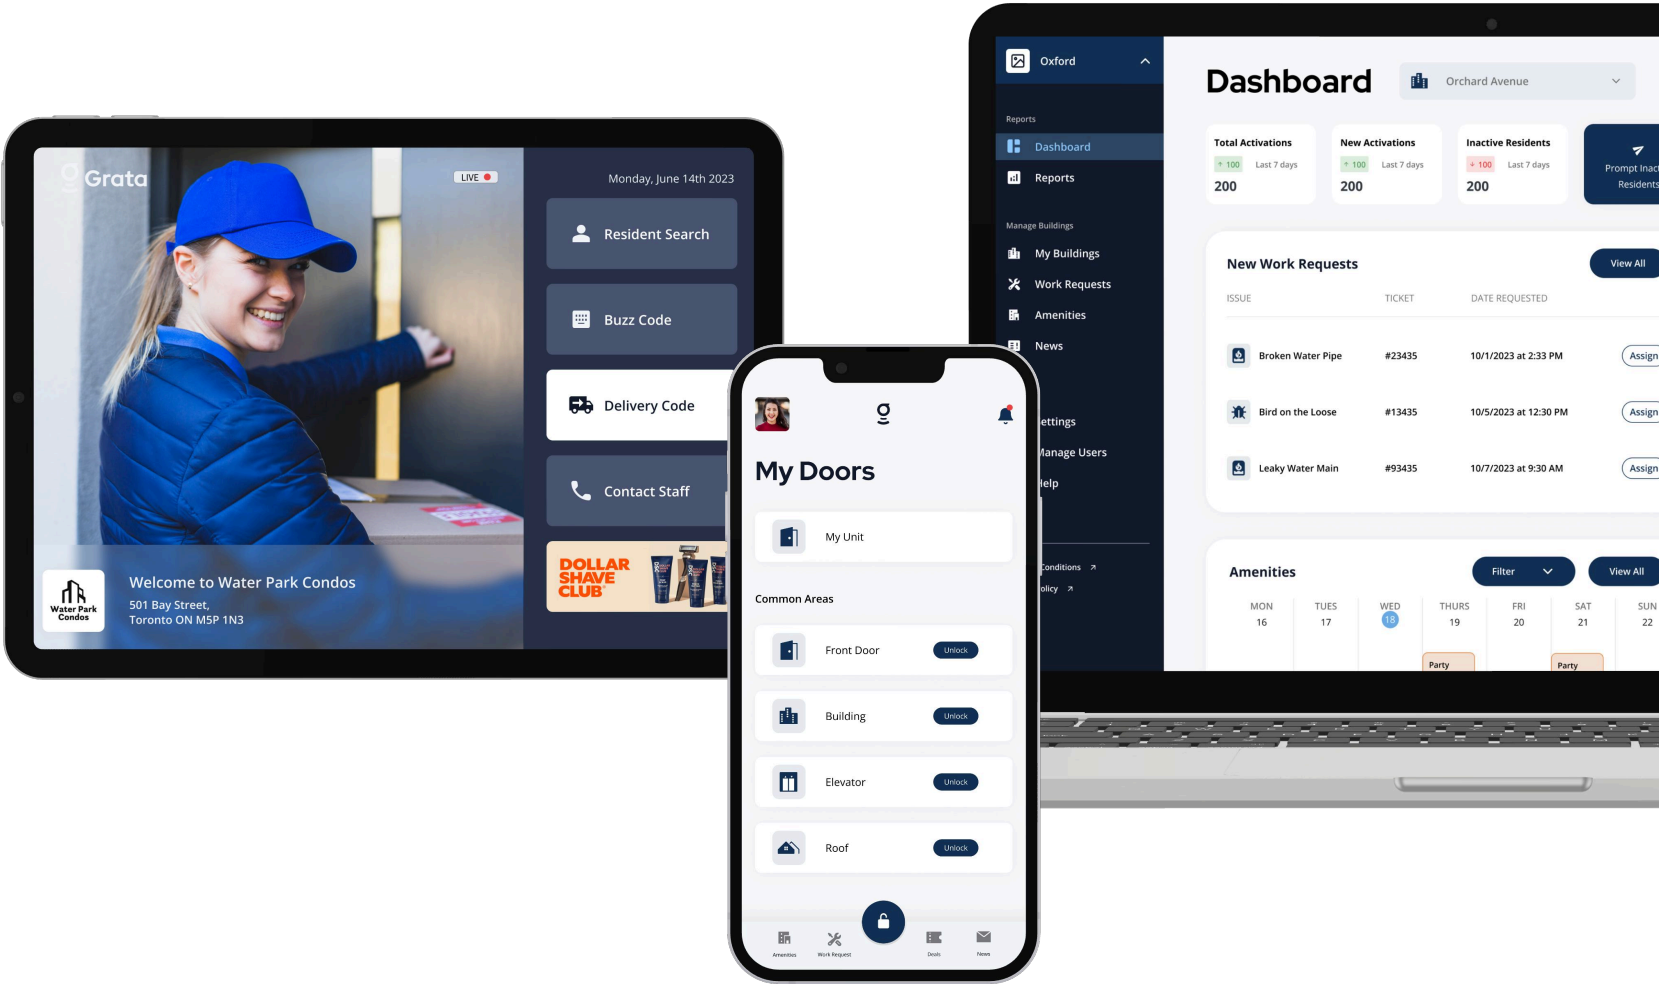 Grata
LIVE
Monday, June 14th 2023
Resident Search
Buzz Code
Delivery Code
Contact Staff
DOLLAR
SHAVE
CLUB
Water Park
Condos
Welcome to Water Park Condos
501 Bay Street,
Toronto ON M5P 1N3
g
My Doors
My Unit
Common Areas
Front Door
Unlock
Building
Unlock
Elevator
Unlock
Roof
Unlock
Amenities
Work Request
Deals
News
Oxford
Reports
Dashboard
Reports
Manage Buildings
My Buildings
Work Requests
Amenities
News
ettings
Manage Users
Help
Conditions
olicy
Dashboard
Orchard Avenue
Total Activations
↑ 100 Last 7 days
200
New Activations
↑ 100 Last 7 days
200
Inactive Residents
↓ 100 Last 7 days
200
Prompt Inact
Residents
New Work Requests
View All
ISSUE TICKET DATE REQUESTED
Broken Water Pipe #23435 10/1/2023 at 2:33 PM Assign
Bird on the Loose #13435 10/5/2023 at 12:30 PM Assign
Leaky Water Main #93435 10/7/2023 at 9:30 AM Assign
Amenities
Filter
View All
MON TUES WED THURS FRI SAT SUN
16 17 18 19 20 21 22
Party Party